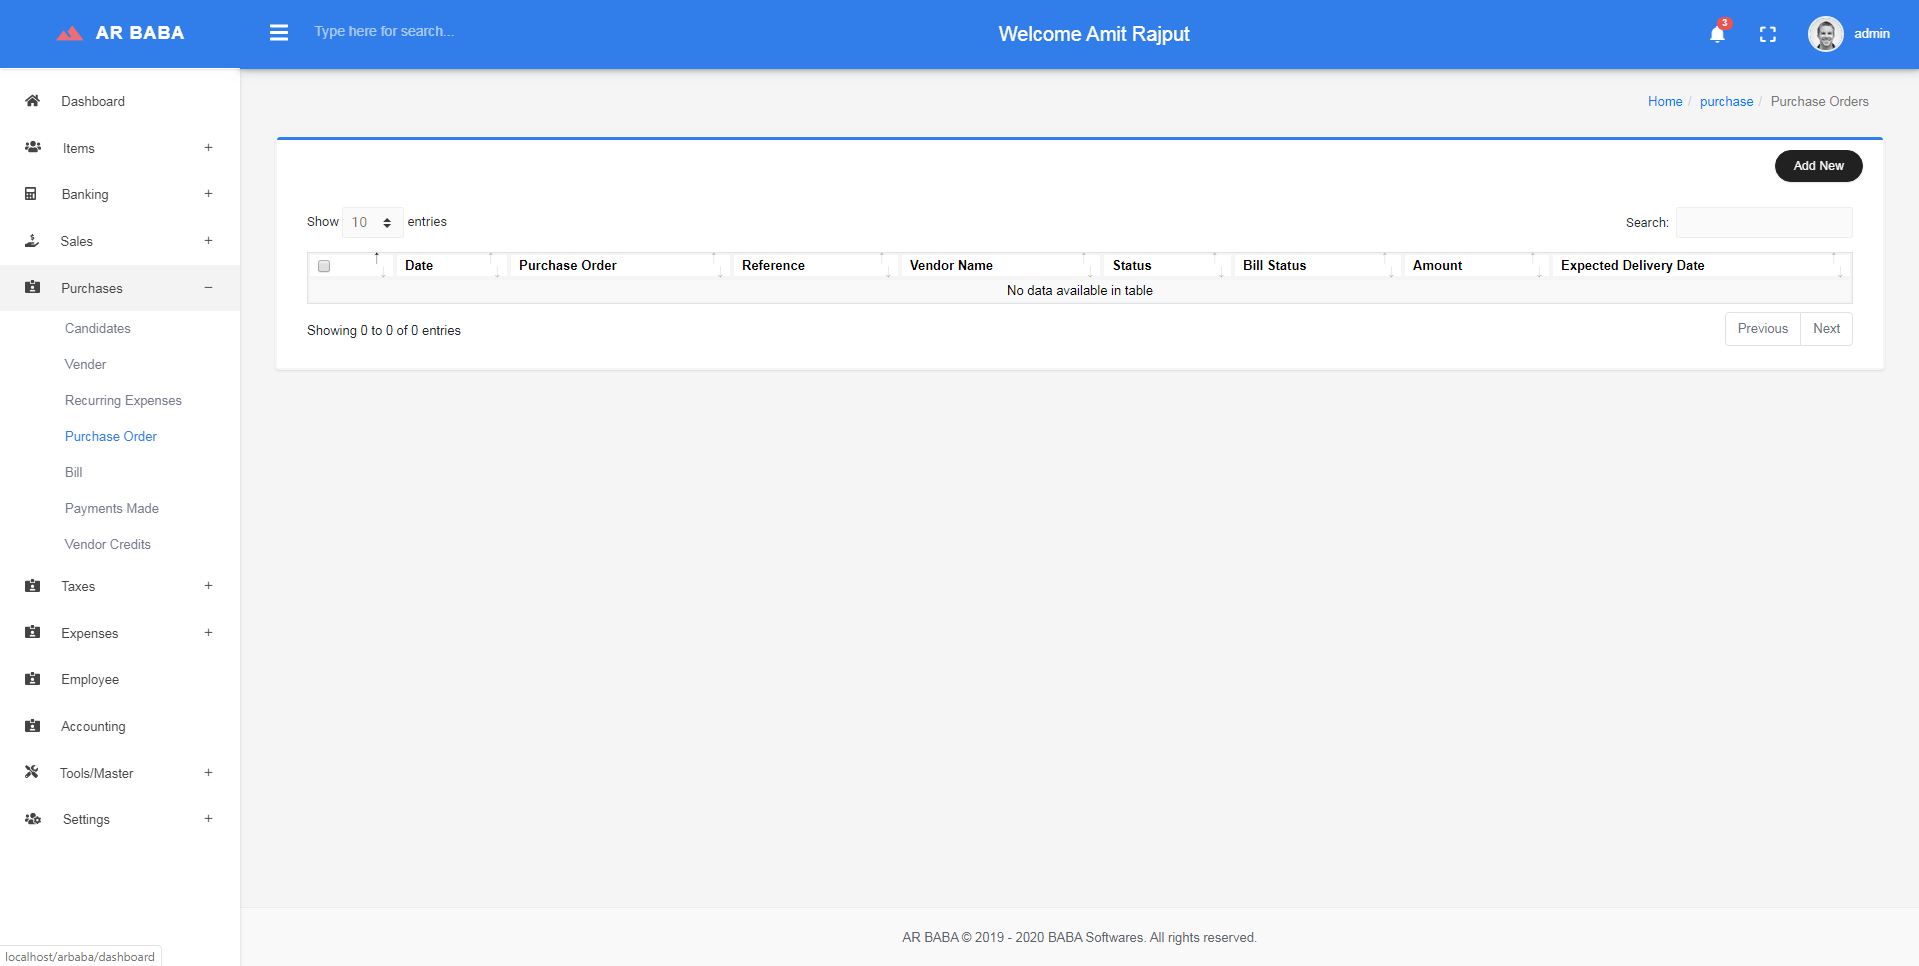 AR BABA
Type here for search...
Welcome Amit Rajput
3
admin
Dashboard
Items +
Banking +
Sales +
Purchases −
Candidates
Vender
Recurring Expenses
Purchase Order
Bill
Payments Made
Vendor Credits
Taxes +
Expenses +
Employee
Accounting
Tools/Master +
Settings +
Home / purchase / Purchase Orders
Add New
Show 10 entries
Search:
Date Purchase Order Reference Vendor Name Status Bill Status Amount Expected Delivery Date
No data available in table
Showing 0 to 0 of 0 entries
Previous Next
AR BABA © 2019 - 2020 BABA Softwares. All rights reserved.
localhost/arbaba/dashboard